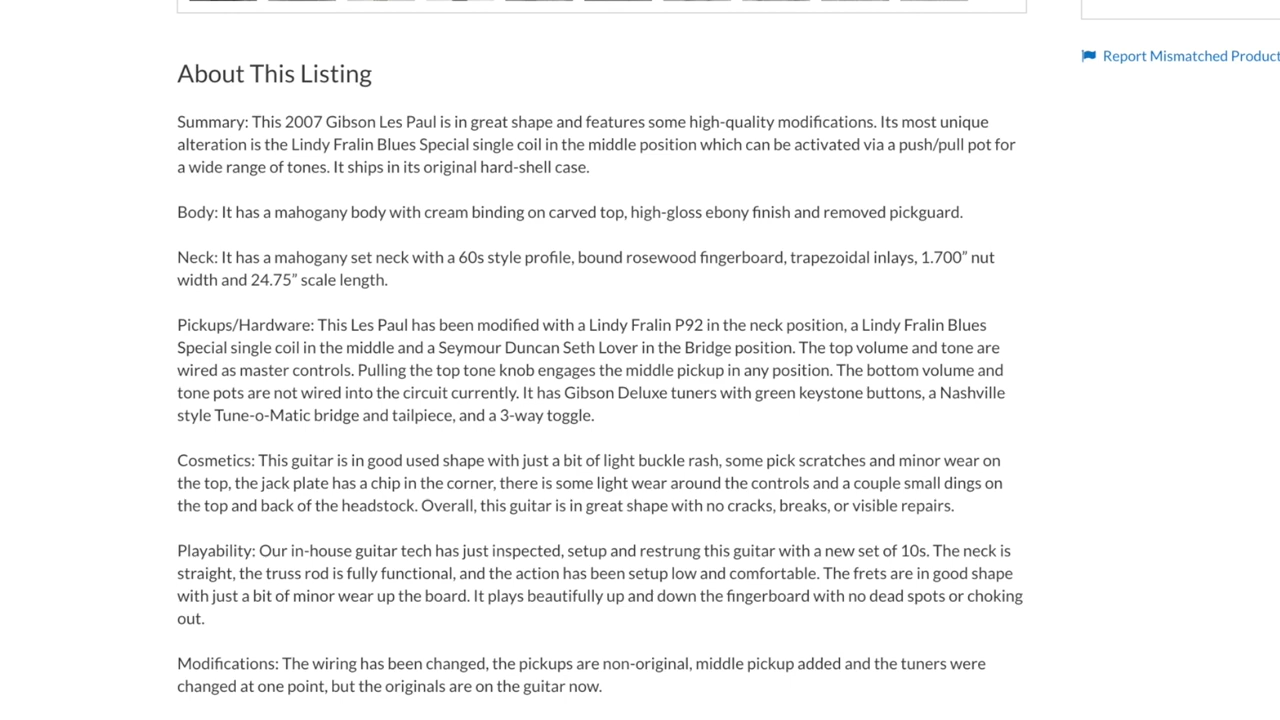 Report Mismatched Product
About This Listing
Summary: This 2007 Gibson Les Paul is in great shape and features some high-quality modifications. Its most unique
alteration is the Lindy Fralin Blues Special single coil in the middle position which can be activated via a push/pull pot for
a wide range of tones. It ships in its original hard-shell case.
Body: It has a mahogany body with cream binding on carved top, high-gloss ebony finish and removed pickguard.
Neck: It has a mahogany set neck with a 60s style profile, bound rosewood fingerboard, trapezoidal inlays, 1.700” nut
width and 24.75” scale length.
Pickups/Hardware: This Les Paul has been modified with a Lindy Fralin P92 in the neck position, a Lindy Fralin Blues
Special single coil in the middle and a Seymour Duncan Seth Lover in the Bridge position. The top volume and tone are
wired as master controls. Pulling the top tone knob engages the middle pickup in any position. The bottom volume and
tone pots are not wired into the circuit currently. It has Gibson Deluxe tuners with green keystone buttons, a Nashville
style Tune-o-Matic bridge and tailpiece, and a 3-way toggle.
Cosmetics: This guitar is in good used shape with just a bit of light buckle rash, some pick scratches and minor wear on
the top, the jack plate has a chip in the corner, there is some light wear around the controls and a couple small dings on
the top and back of the headstock. Overall, this guitar is in great shape with no cracks, breaks, or visible repairs.
Playability: Our in-house guitar tech has just inspected, setup and restrung this guitar with a new set of 10s. The neck is
straight, the truss rod is fully functional, and the action has been setup low and comfortable. The frets are in good shape
with just a bit of minor wear up the board. It plays beautifully up and down the fingerboard with no dead spots or choking
out.
Modifications: The wiring has been changed, the pickups are non-original, middle pickup added and the tuners were
changed at one point, but the originals are on the guitar now.